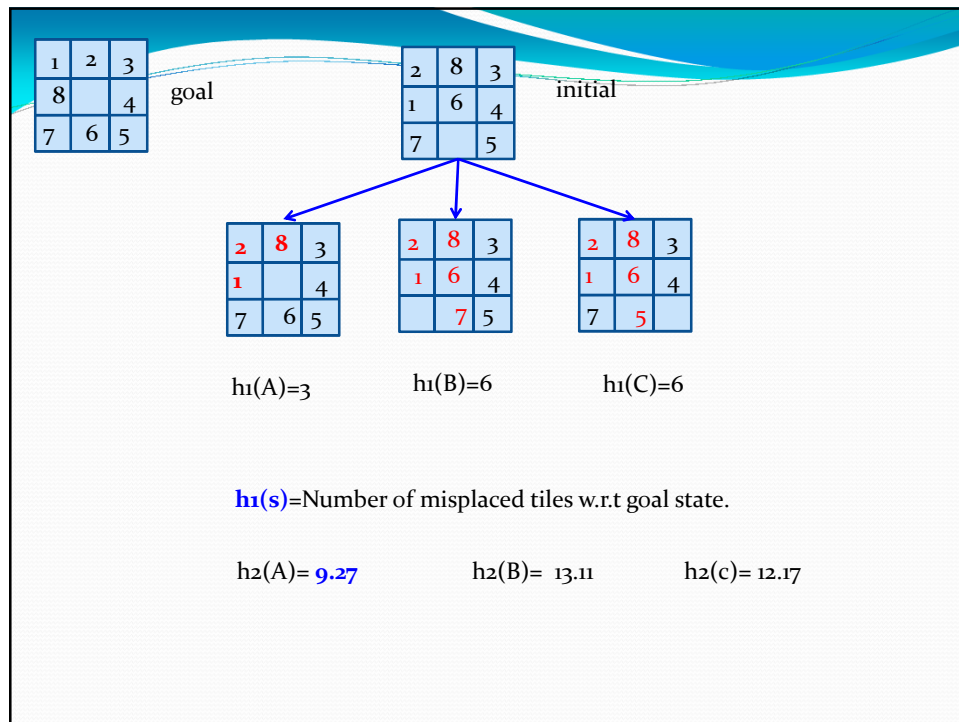 1 2 3
8 4
7 6 5
goal
2 8 3
1 6 4
7 5
initial
2 8 3
1 4
7 6 5
2 8 3
1 6 4
7 5
2 8 3
1 6 4
7 5
h1(A)=3
h1(B)=6
h1(C)=6
h1(s)=Number of misplaced tiles w.r.t goal state.
h2(A)= 9.27
h2(B)= 13.11
h2(c)= 12.17